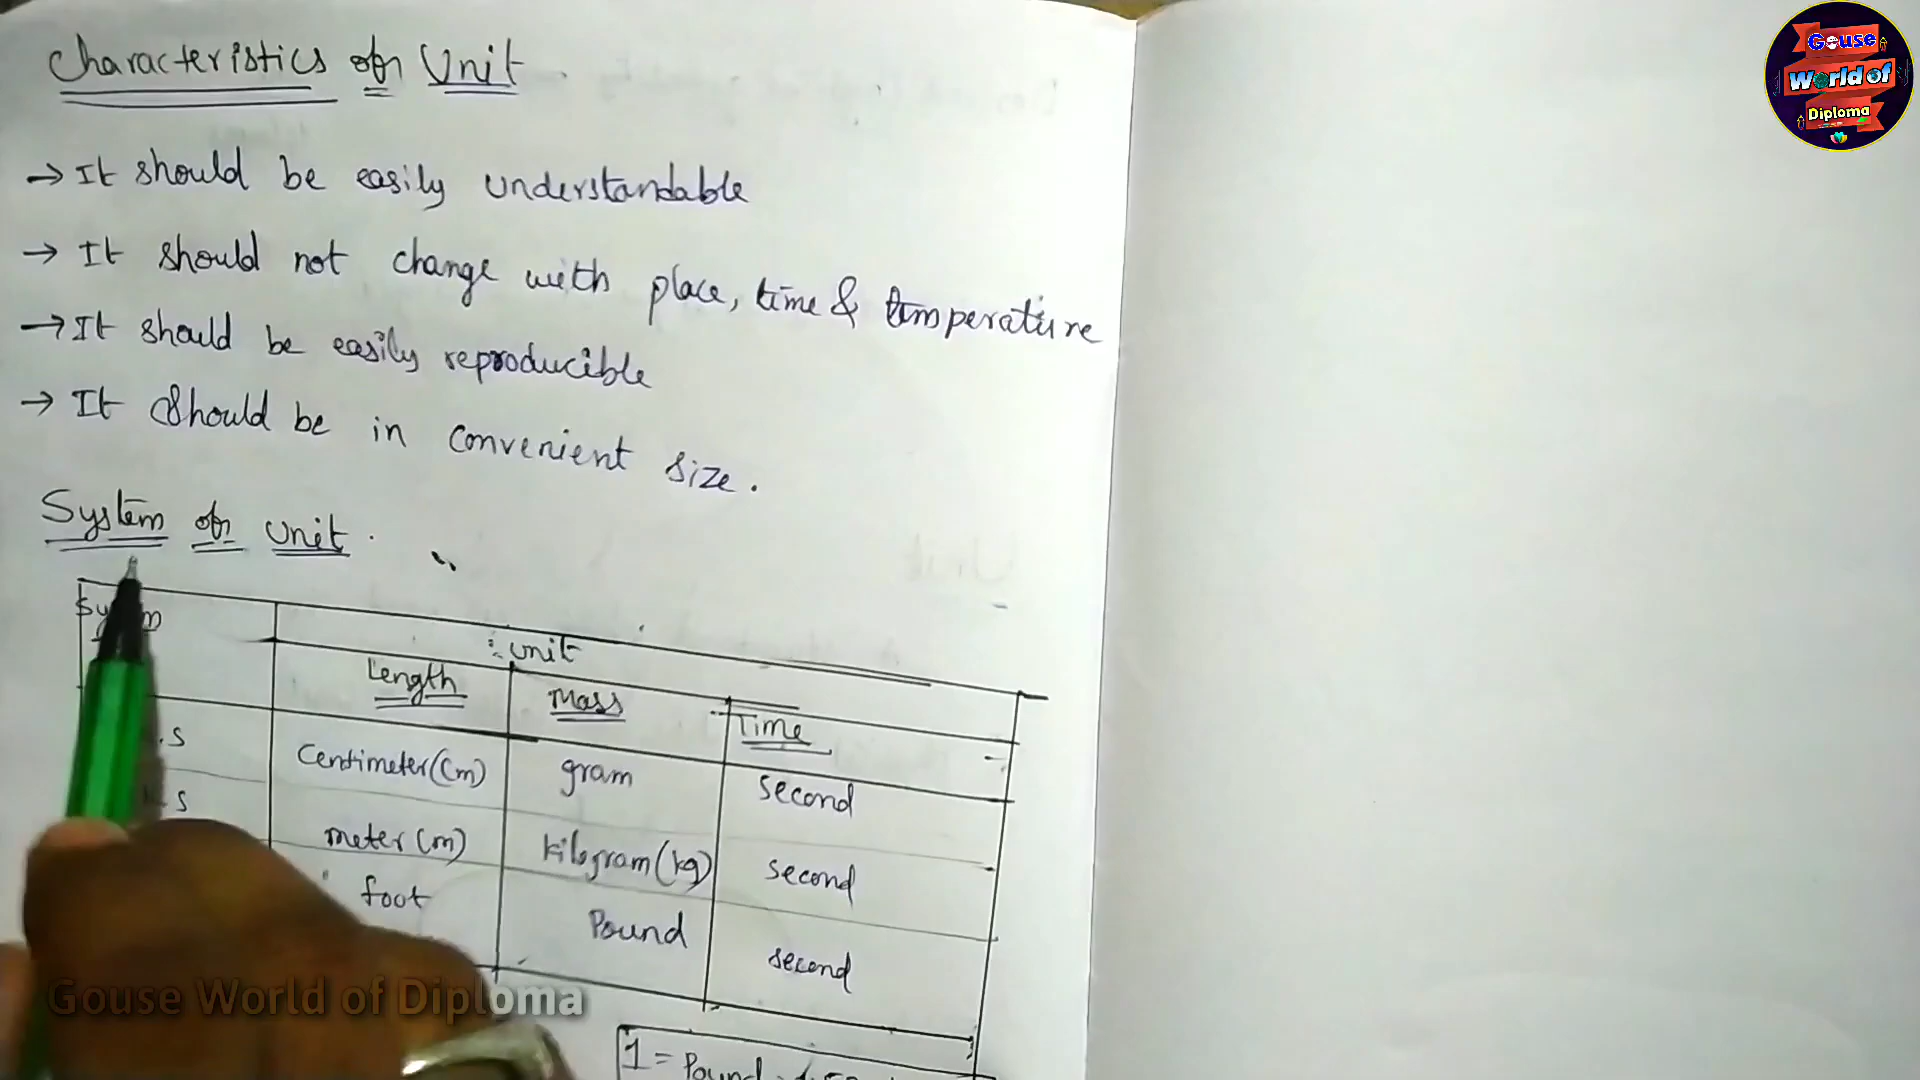 Characteristics of Unit
→ It should be easily understandable
→ It should not change with place, time & temperature
→ It should be easily reproducible
→ It should be in convenient size.
System of Unit.
Unit
Length Mass Time
.s Centimeter(Cm) gram second
.s meter(m) kilogram(kg) second
foot Pound second
1 = Pound
Gouse World of Diploma
Gouse
World of
Diploma